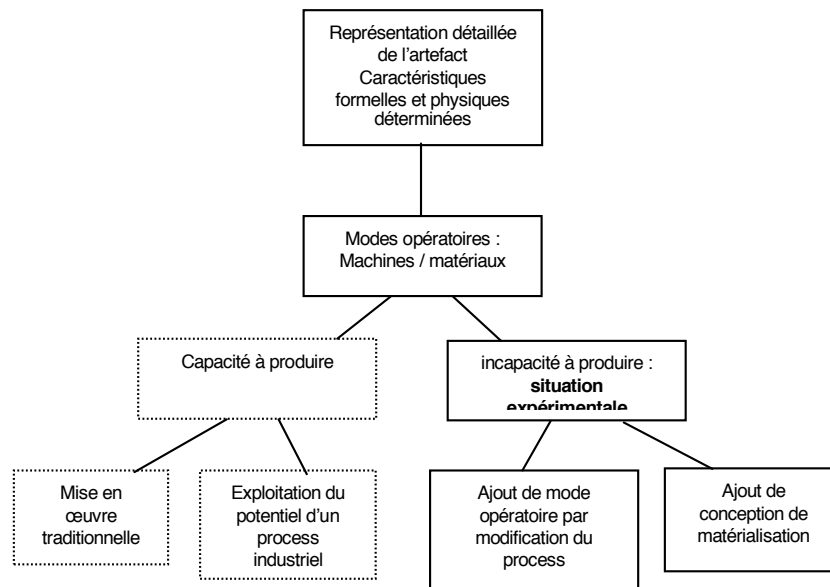 Représentation détaillée
de l'artefact
Caractéristiques
formelles et physiques
déterminées
Modes opératoires :
Machines / matériaux
Capacité à produire
incapacité à produire :
situation
expérimentale
Mise en
œuvre
traditionnelle
Exploitation du
potentiel d'un
process
industriel
Ajout de mode
opératoire par
modification du
process
Ajout de
conception de
matérialisation